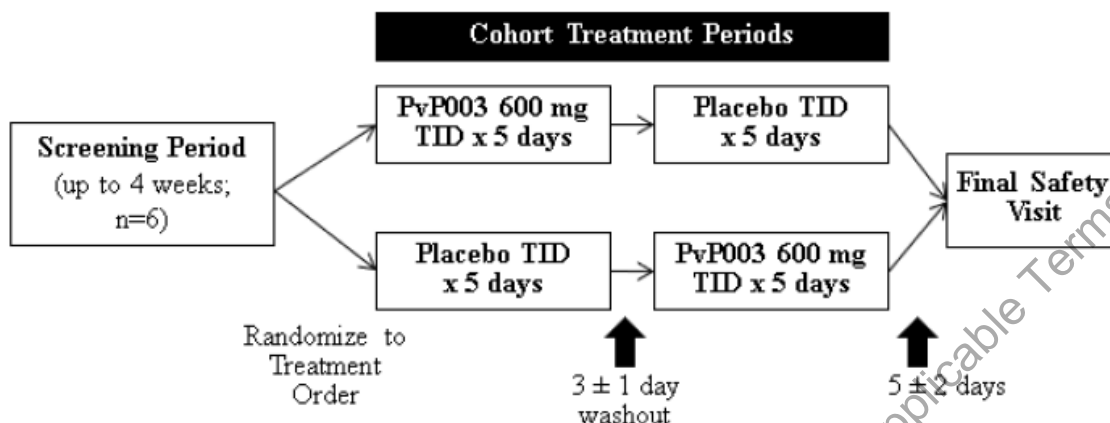 Cohort Treatment Periods
Screening Period
(up to 4 weeks;
n=6)
PvP003 600 mg
TID x 5 days
Placebo TID
x 5 days
Placebo TID
x 5 days
PvP003 600 mg
TID x 5 days
Final Safety
Visit
Randomize to
Treatment
Order
3 ± 1 day
washout
5 ± 2 days
pplicable Terms